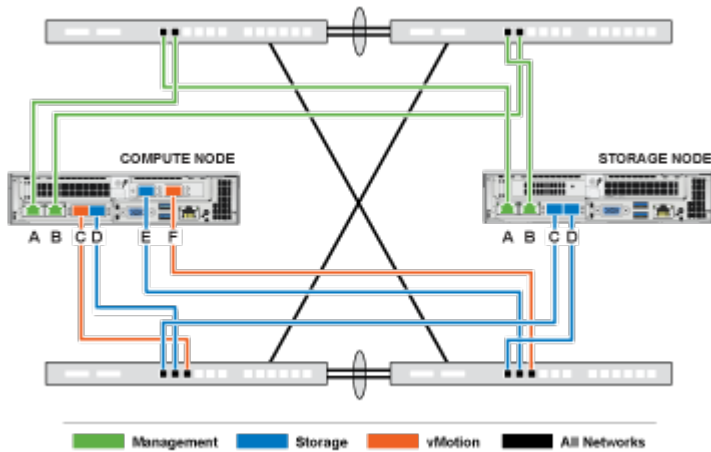 COMPUTE NODE
STORAGE NODE
A B C D E F
A B C D
Management Storage vMotion All Networks